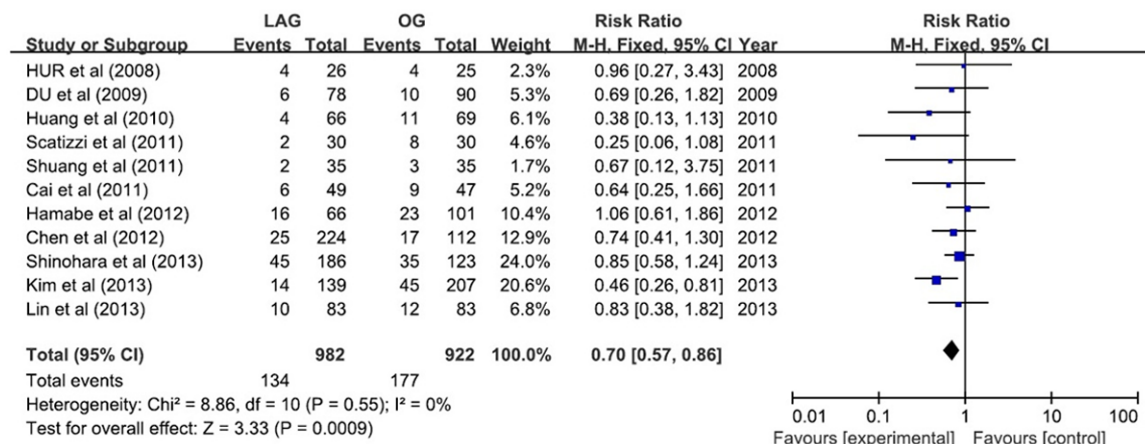 LAG OG Risk Ratio Risk Ratio
Study or Subgroup Events Total Events Total Weight M-H. Fixed. 95% CI Year M-H. Fixed. 95% CI
HUR et al (2008) 4 26 4 25 2.3% 0.96 [0.27, 3.43] 2008
DU et al (2009) 6 78 10 90 5.3% 0.69 [0.26, 1.82] 2009
Huang et al (2010) 4 66 11 69 6.1% 0.38 [0.13, 1.13] 2010
Scatizzi et al (2011) 2 30 8 30 4.6% 0.25 [0.06, 1.08] 2011
Shuang et al (2011) 2 35 3 35 1.7% 0.67 [0.12, 3.75] 2011
Cai et al (2011) 6 49 9 47 5.2% 0.64 [0.25, 1.66] 2011
Hamabe et al (2012) 16 66 23 101 10.4% 1.06 [0.61, 1.86] 2012
Chen et al (2012) 25 224 17 112 12.9% 0.74 [0.41, 1.30] 2012
Shinohara et al (2013) 45 186 35 123 24.0% 0.85 [0.58, 1.24] 2013
Kim et al (2013) 14 139 45 207 20.6% 0.46 [0.26, 0.81] 2013
Lin et al (2013) 10 83 12 83 6.8% 0.83 [0.38, 1.82] 2013
Total (95% CI) 982 922 100.0% 0.70 [0.57, 0.86]
Total events 134 177
Heterogeneity: Chi² = 8.86, df = 10 (P = 0.55); I² = 0%
Test for overall effect: Z = 3.33 (P = 0.0009)
0.01 0.1 1 10 100
Favours [experimental] Favours [control]